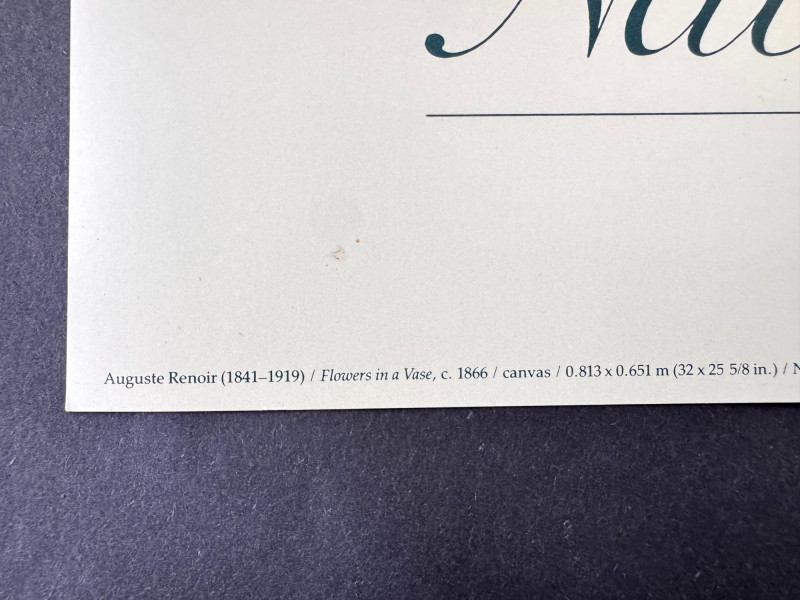 Auguste Renoir (1841–1919) / Flowers in a Vase, c. 1866 / canvas / 0.813 x 0.651 m (32 x 25 5/8 in.) / N